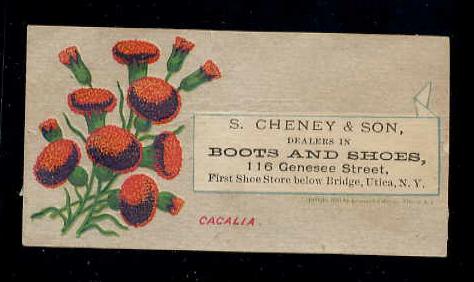 S. CHENEY & SON,
DEALERS IN
BOOTS AND SHOES,
116 Genesee Street,
First Shoe Store below Bridge, Utica, N. Y.
CACALIA.